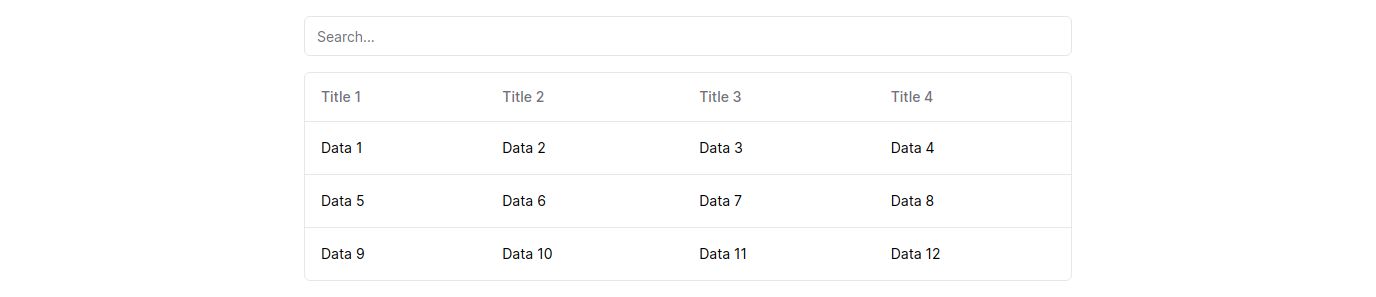 Search...
Title 1 Title 2 Title 3 Title 4
Data 1 Data 2 Data 3 Data 4
Data 5 Data 6 Data 7 Data 8
Data 9 Data 10 Data 11 Data 12